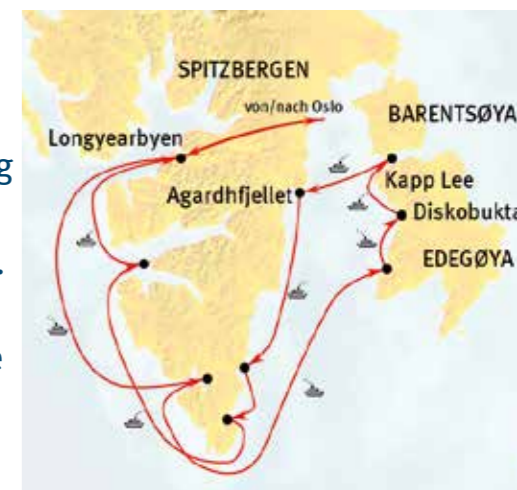 SPITZBERGEN
von/nach Oslo
BARENTSØYA
Longyearbyen
g
Kapp Lee
Agardhfjellet
Diskobukta
.
EDEGØYA
e